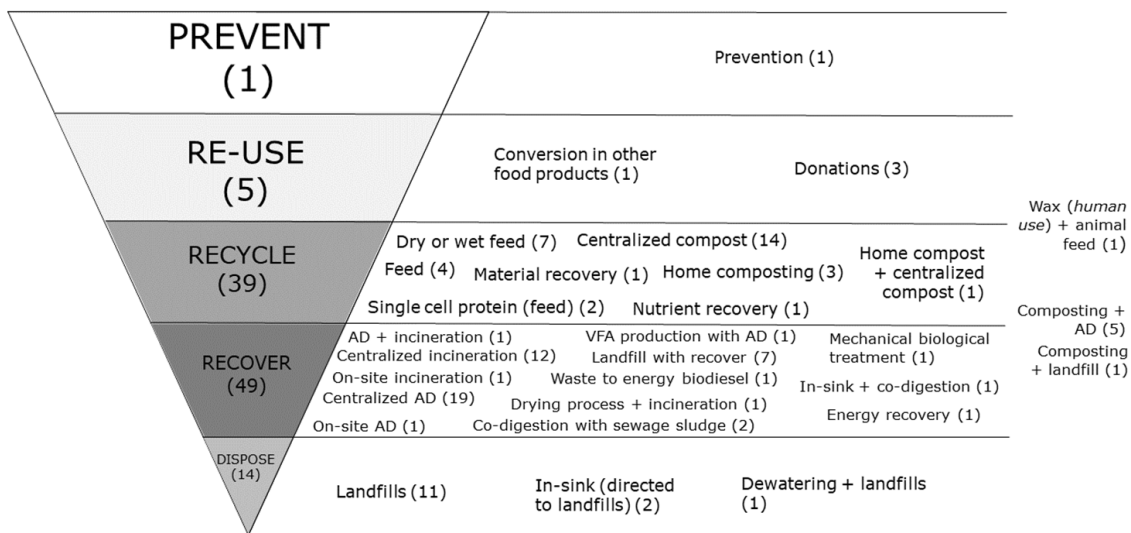 PREVENT
(1)
Prevention (1)
RE-USE
(5)
Conversion in other
food products (1)
Donations (3)
Wax (human
use) + animal
feed (1)
RECYCLE
(39)
Dry or wet feed (7)
Centralized compost (14)
Home compost
+ centralized
compost (1)
Feed (4)
Material recovery (1)
Home composting (3)
Single cell protein (feed) (2)
Nutrient recovery (1)
Composting +
AD (5)
Composting
+ landfill (1)
RECOVER
(49)
AD + incineration (1)
VFA production with AD (1)
Mechanical biological
treatment (1)
Centralized incineration (12)
Landfill with recover (7)
On-site incineration (1)
Waste to energy biodiesel (1)
In-sink + co-digestion (1)
Centralized AD (19)
Drying process + incineration (1)
Energy recovery (1)
On-site AD (1)
Co-digestion with sewage sludge (2)
DISPOSE
(14)
Landfills (11)
In-sink (directed
to landfills) (2)
Dewatering + landfills
(1)